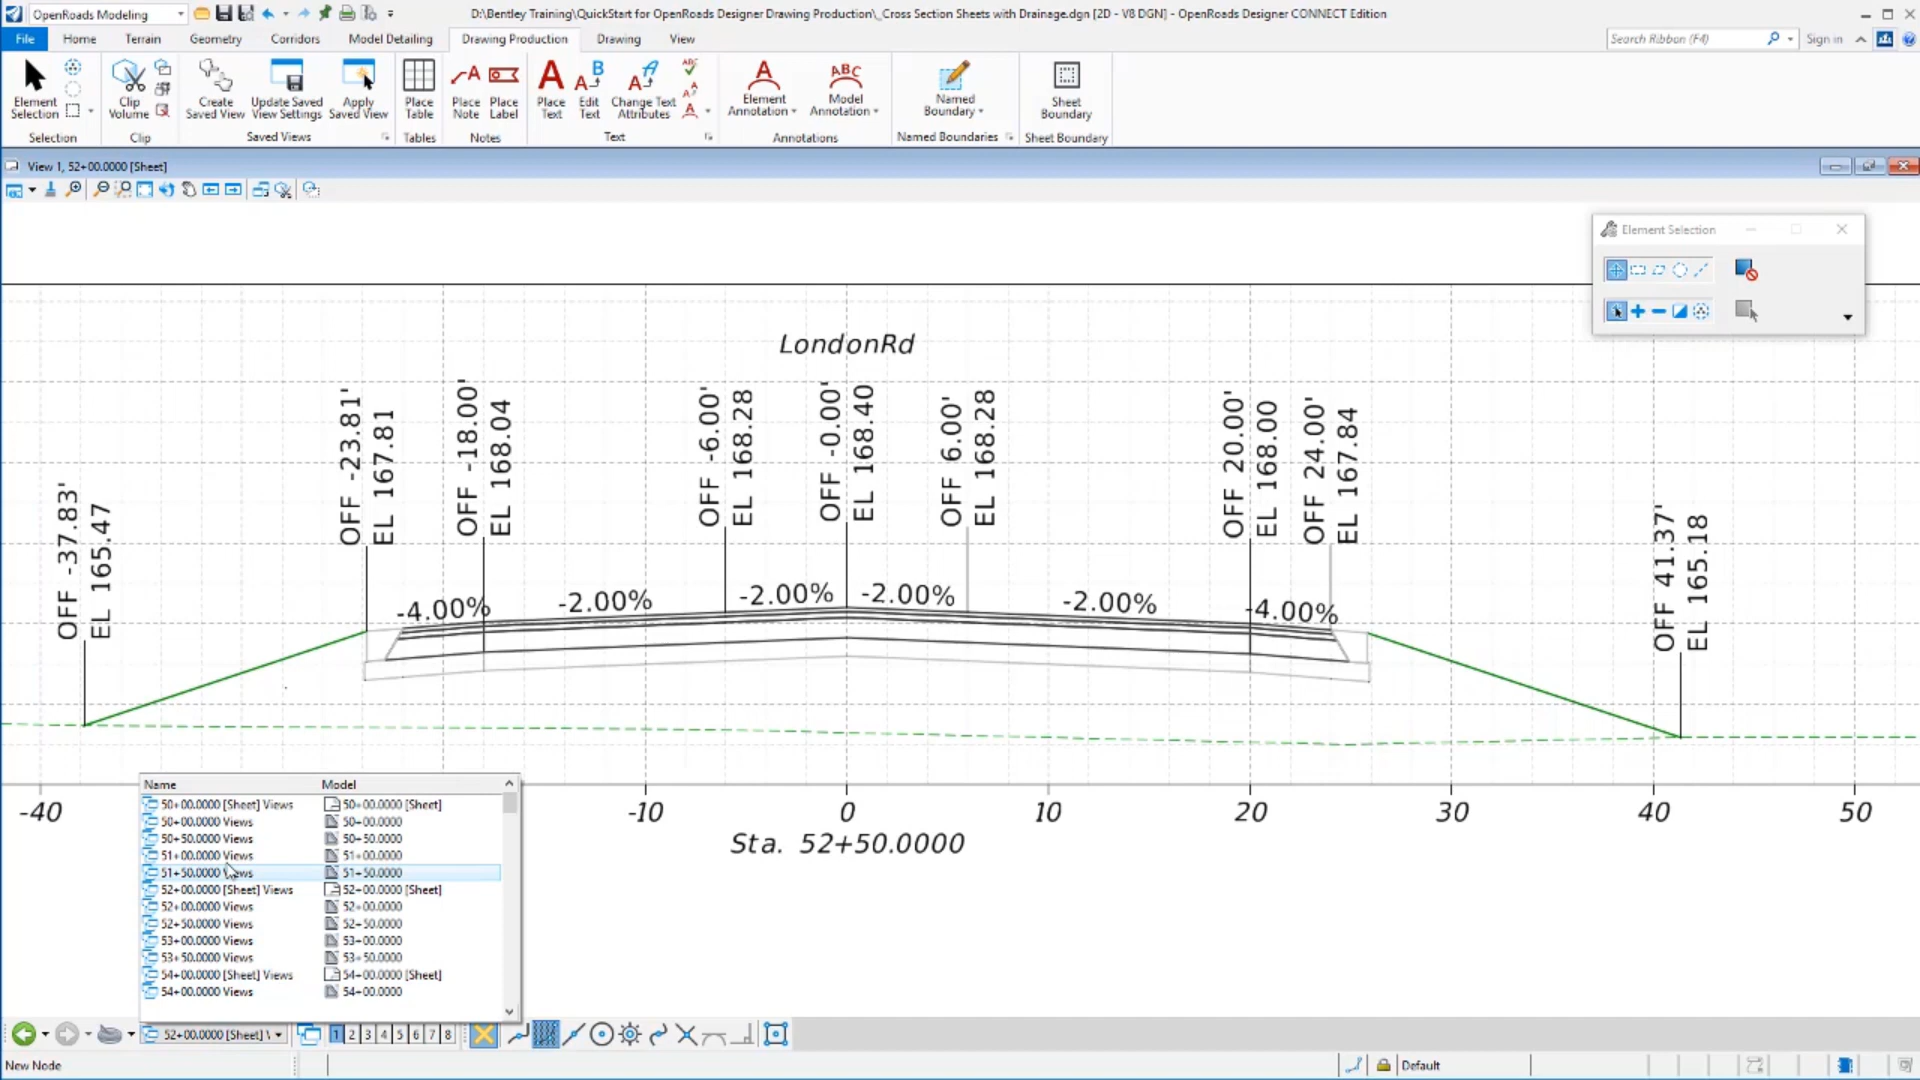 OpenRoads Modeling
D:\Bentley Training\QuickStart for OpenRoads Designer Drawing Production\_Cross Section Sheets with Drainage.dgn [2D - V8 DGN] - OpenRoads Designer CONNECT Edition
File Home Terrain Geometry Corridors Model Detailing Drawing Production Drawing View
Search Ribbon (F4)
Sign in
Element Selection
Clip Volume
Create Saved View
Update Saved View Settings
Apply Saved View
Place Table
Place Note
Place Label
Place Text
Edit Text
Change Text Attributes
Element Annotation
Model Annotation
Named Boundary
Sheet Boundary
Selection Clip Saved Views Tables Notes Text Annotations Named Boundaries Sheet Boundary
View 1, 52+00.0000 [Sheet]
Element Selection
LondonRd
OFF -37.83'
EL 165.47
OFF -23.81'
EL 167.81
OFF -18.00'
EL 168.04
OFF -6.00'
EL 168.28
OFF -0.00'
EL 168.40
OFF 6.00'
EL 168.28
OFF 20.00'
EL 168.00
OFF 24.00'
EL 167.84
OFF 41.37'
EL 165.18
-4.00% -2.00% -2.00% -2.00% -2.00% -4.00%
-40 -10 0 10 20 30 40 50
Sta. 52+50.0000
Name Model
50+00.0000 [Sheet] Views 50+00.0000 [Sheet]
50+00.0000 Views 50+00.0000
50+50.0000 Views 50+50.0000
51+00.0000 Views 51+00.0000
51+50.0000 Views 51+50.0000
52+00.0000 [Sheet] Views 52+00.0000 [Sheet]
52+00.0000 Views 52+00.0000
52+50.0000 Views 52+50.0000
53+00.0000 Views 53+00.0000
53+50.0000 Views 53+50.0000
54+00.0000 [Sheet] Views 54+00.0000 [Sheet]
54+00.0000 Views 54+00.0000
52+00.0000 [Sheet] \ 1 2 3 4 5 6 7 8
New Node
Default